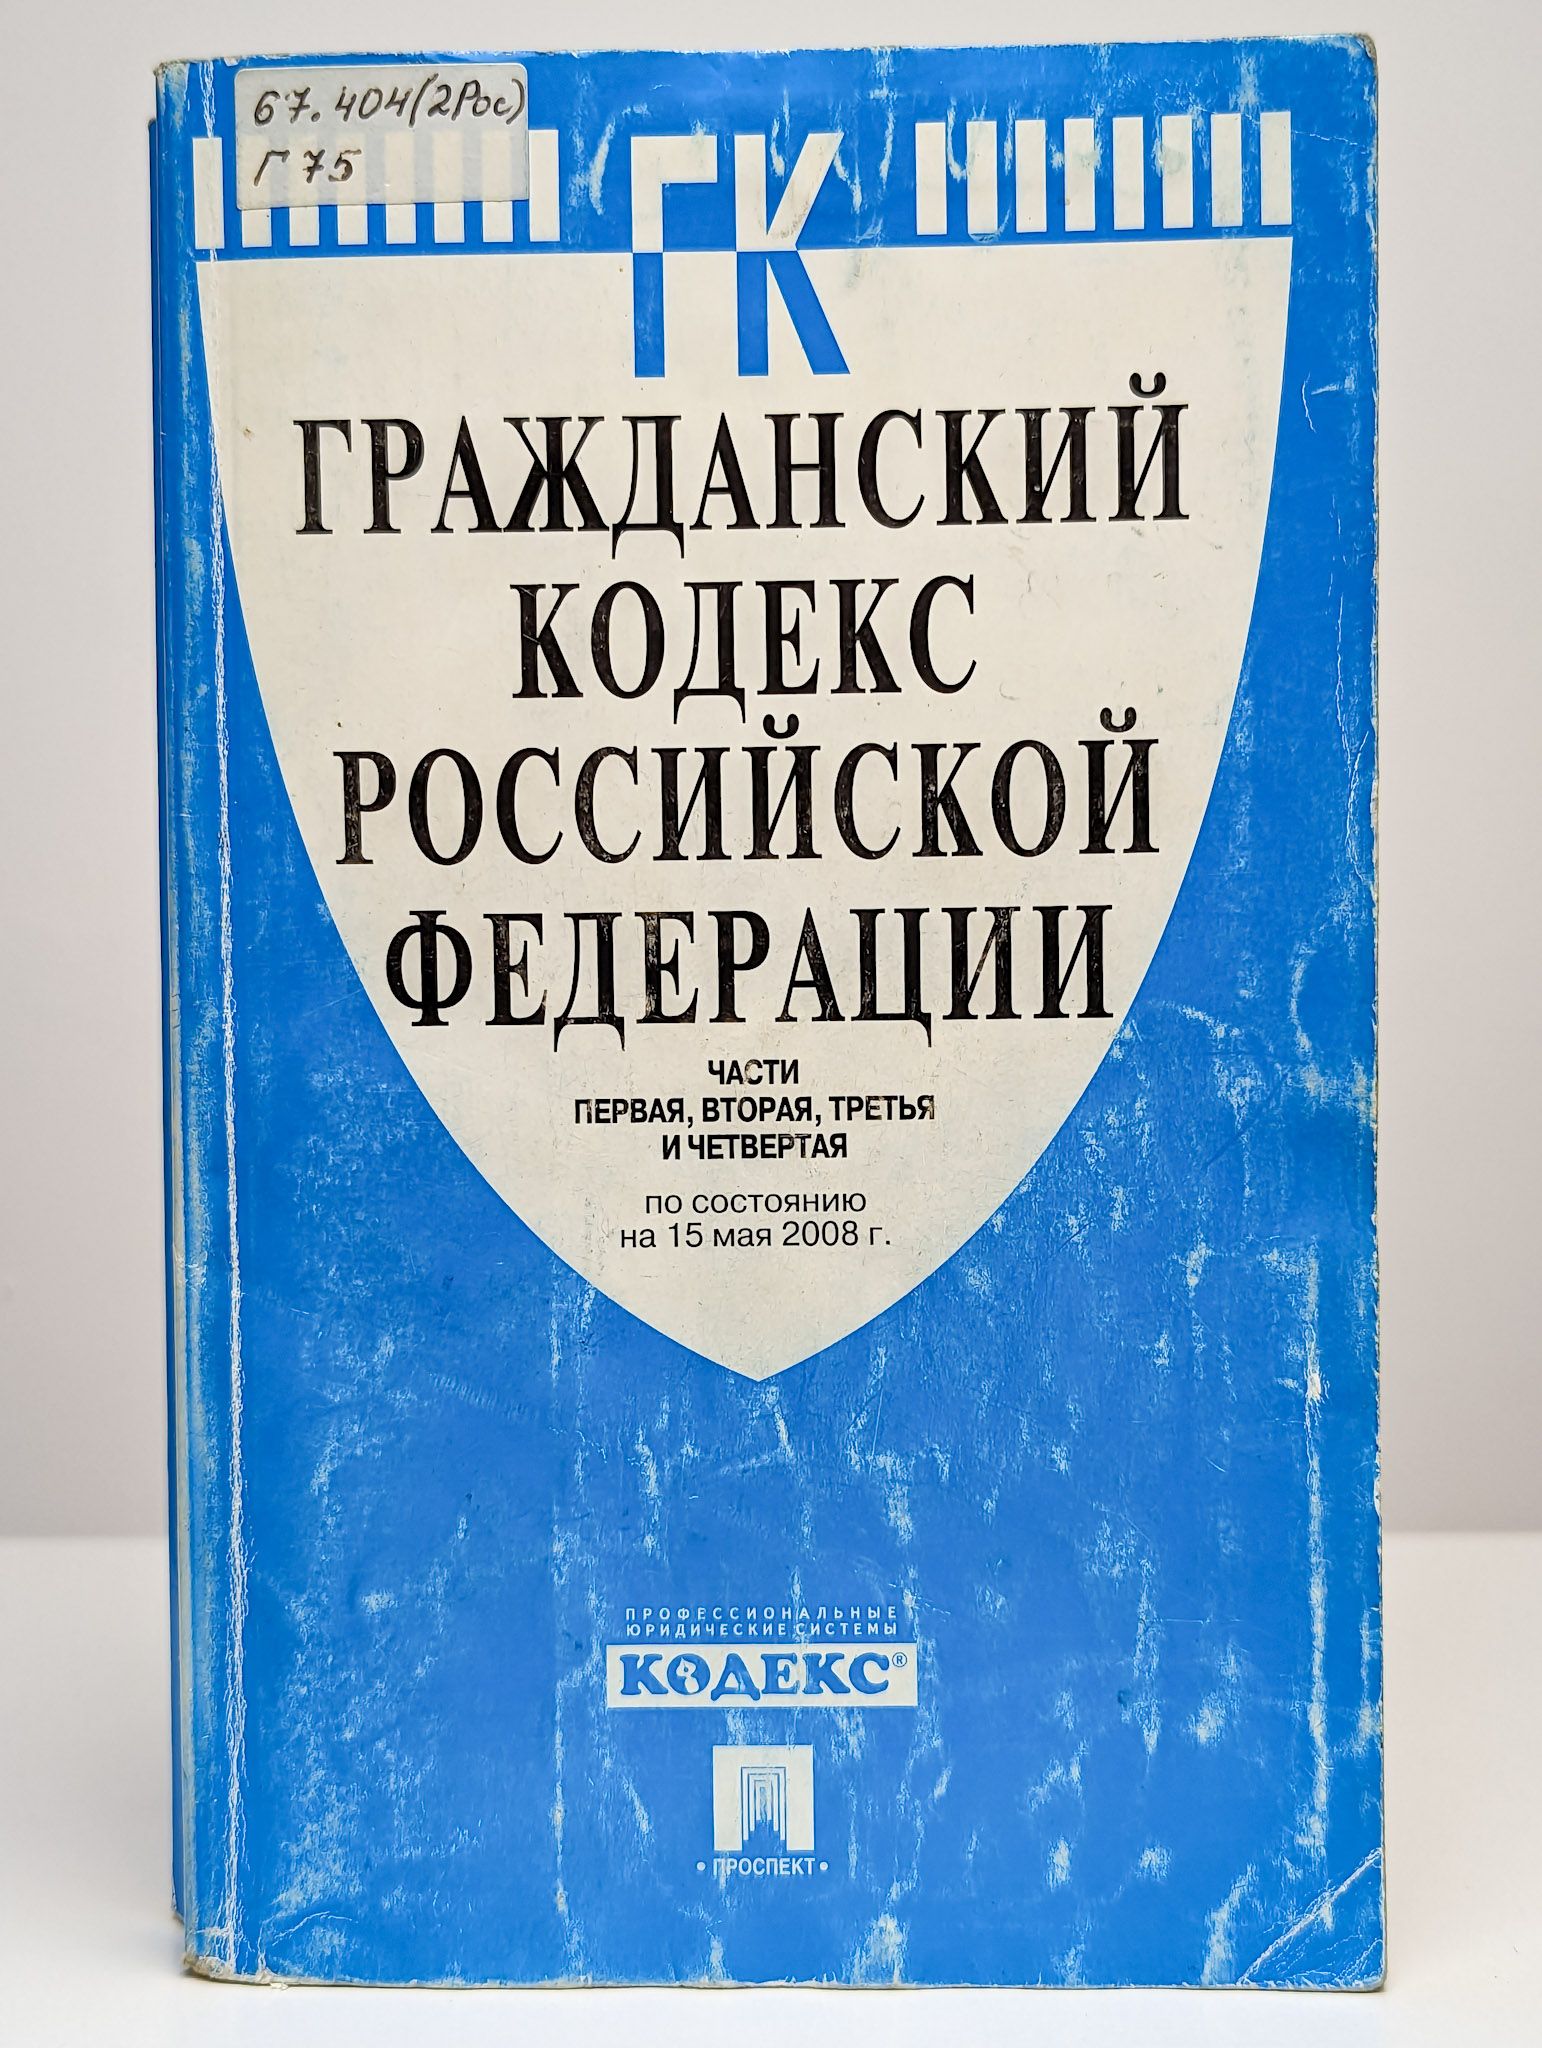 67.404(2Рос)
Г 75
ГК
ГРАЖДАНСКИЙ
КОДЕКС
РОССИЙСКОЙ
ФЕДЕРАЦИИ
ЧАСТИ
ПЕРВАЯ, ВТОРАЯ, ТРЕТЬЯ
И ЧЕТВЕРТАЯ
по состоянию
на 15 мая 2008 г.
ПРОФЕССИОНАЛЬНЫЕ
ЮРИДИЧЕСКИЕ СИСТЕМЫ
КОДЕКС®
• ПРОСПЕКТ •